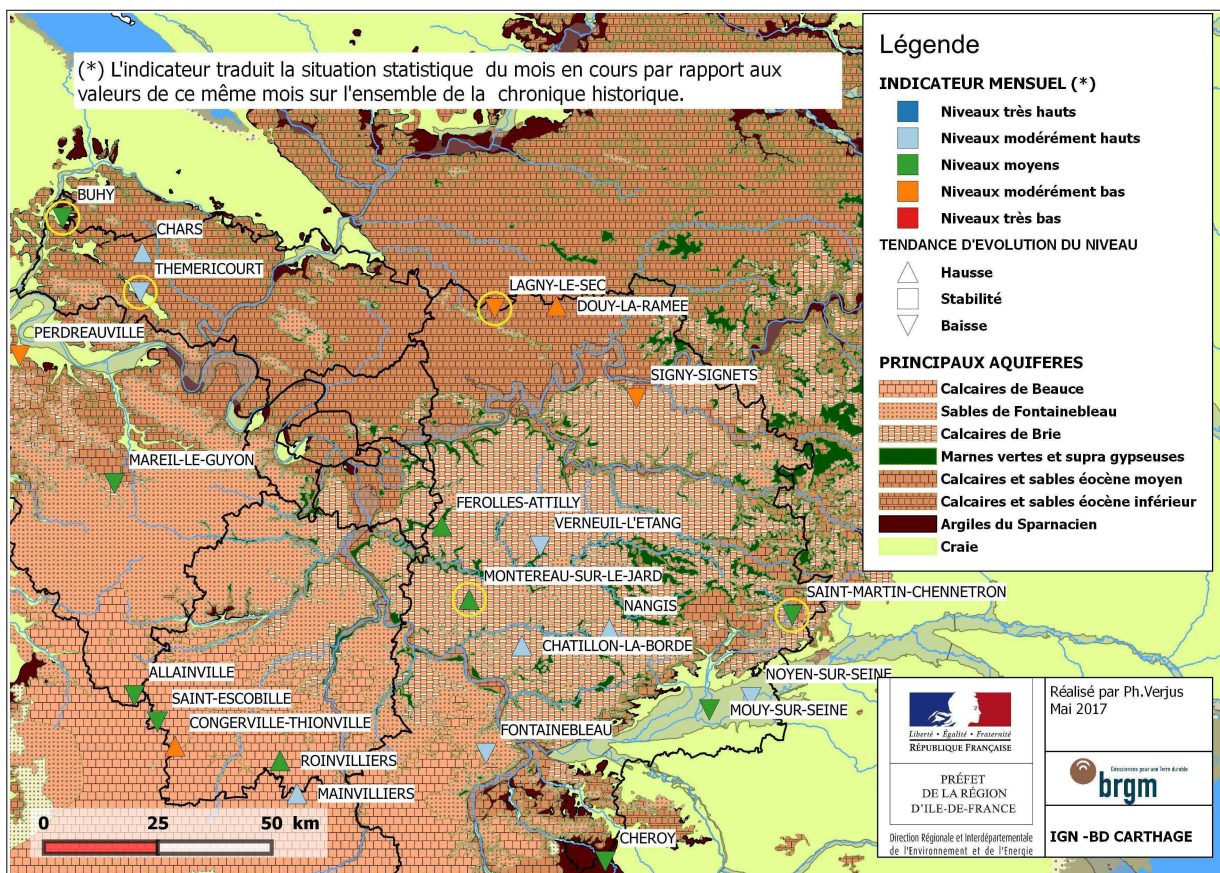 (*) L'indicateur traduit la situation statistique du mois en cours par rapport aux
valeurs de ce même mois sur l'ensemble de la chronique historique.
BUHY
CHARS
THEMERICOURT
LAGNY-LE-SEC
DOUY-LA-RAMEE
PERDREAUVILLE
SIGNY-SIGNETS
MAREIL-LE-GUYON
FEROLLES-ATTILLY
VERNEUIL-L'ETANG
MONTEREAU-SUR-LE-JARD
NANGIS
SAINT-MARTIN-CHENNETRON
CHATILLON-LA-BORDE
ALLAINVILLE
NOYEN-SUR-SEINE
SAINT-ESCOBILLE
MOUY-SUR-SEINE
CONGERVILLE-THIONVILLE
FONTAINEBLEAU
ROINVILLIERS
MAINVILLIERS
CHEROY
0 25 50 km
Légende
INDICATEUR MENSUEL (*)
Niveaux très hauts
Niveaux modérément hauts
Niveaux moyens
Niveaux modérément bas
Niveaux très bas
TENDANCE D'EVOLUTION DU NIVEAU
Hausse
Stabilité
Baisse
PRINCIPAUX AQUIFERES
Calcaires de Beauce
Sables de Fontainebleau
Calcaires de Brie
Marnes vertes et supra gypseuses
Calcaires et sables éocène moyen
Calcaires et sables éocène inférieur
Argiles du Sparnacien
Craie
Liberté • Égalité • Fraternité
RÉPUBLIQUE FRANÇAISE
PRÉFET
DE LA RÉGION
D'ILE-DE-FRANCE
Direction Régionale et Interdépartementale
de l'Environnement et de l'Energie
Réalisé par Ph.Verjus
Mai 2017
Géosciences pour une Terre durable
brgm
IGN -BD CARTHAGE